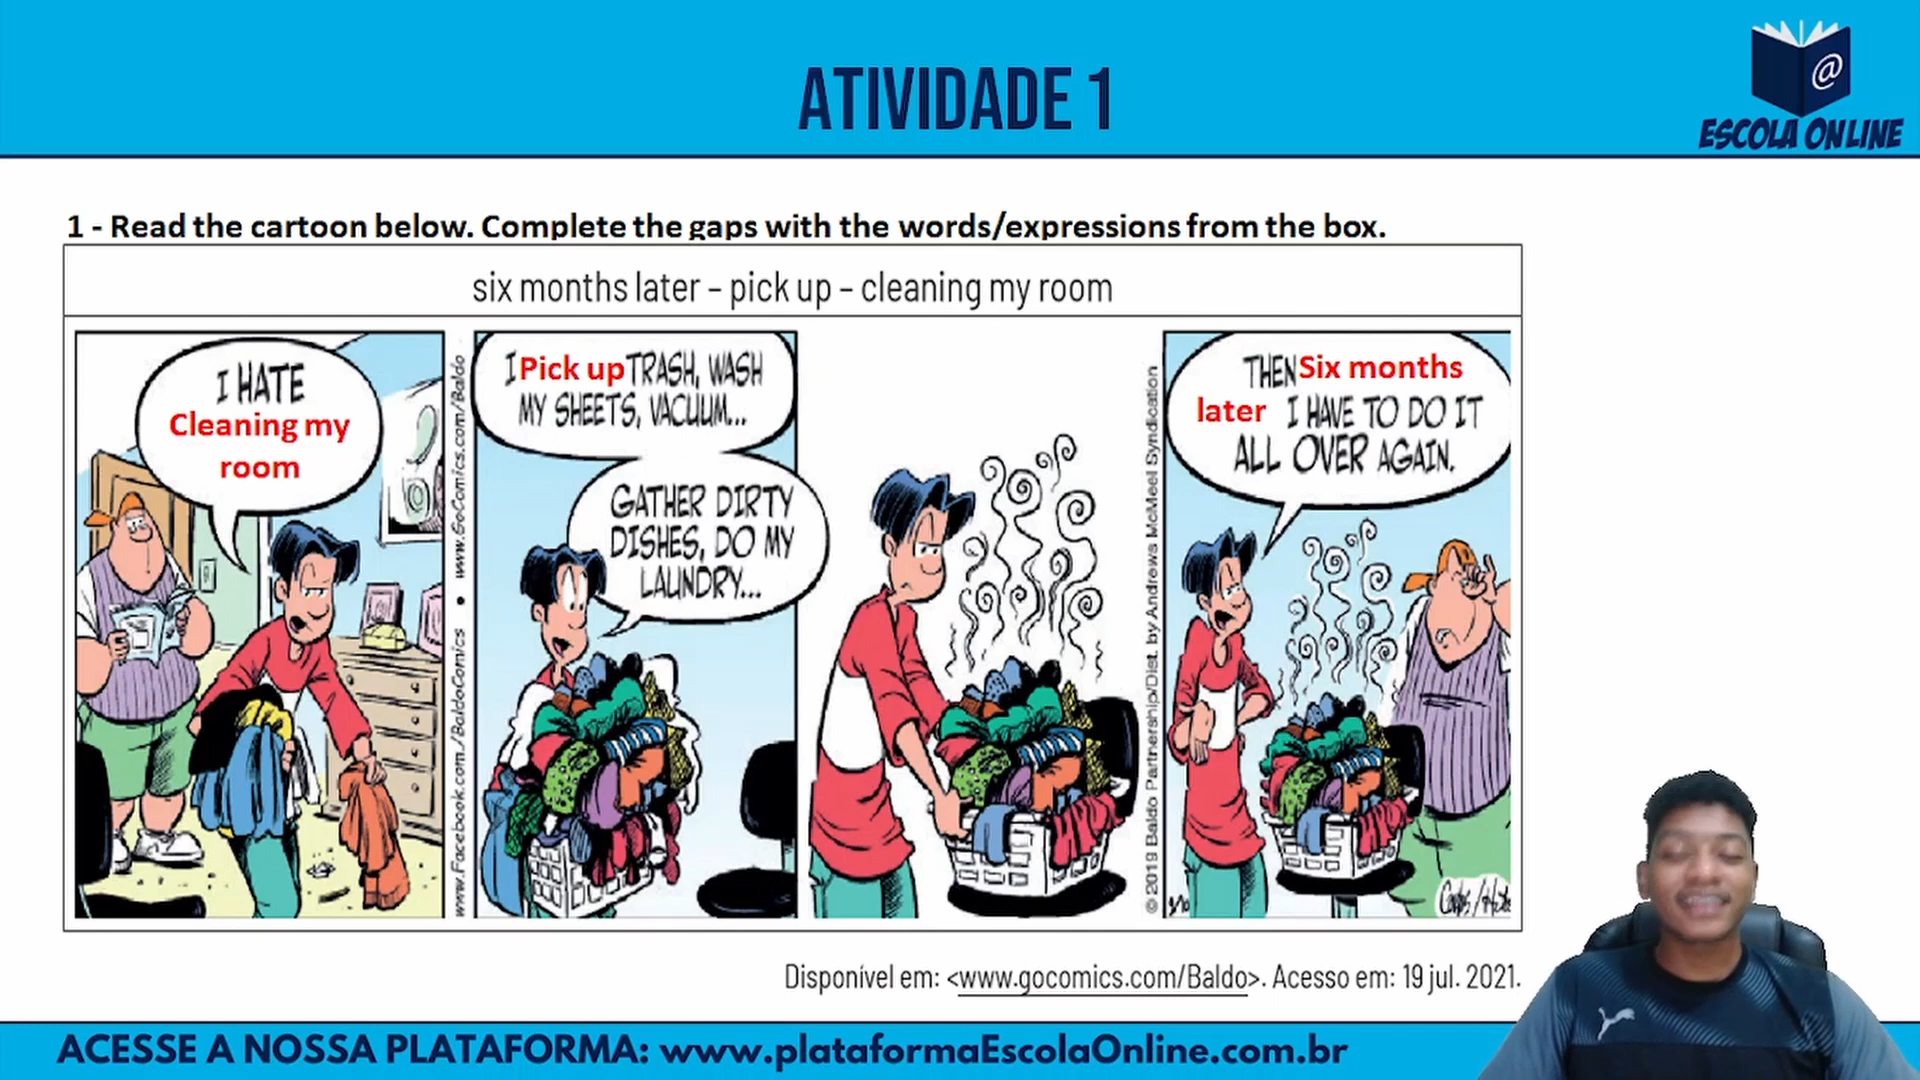 ATIVIDADE 1
@
ESCOLA ONLINE
1 - Read the cartoon below. Complete the gaps with the words/expressions from the box.
six months later – pick up – cleaning my room
I HATE
Cleaning my
room
www.Facebook.com/BaldoComics • www.GoComics.com/Baldo
I Pick up TRASH, WASH
MY SHEETS, VACUUM...
GATHER DIRTY
DISHES, DO MY
LAUNDRY...
© 2019 Baldo Partnership/Dist. by Andrews McMeel Syndication
THEN Six months
later I HAVE TO DO IT
ALL OVER AGAIN.
Disponível em: <www.gocomics.com/Baldo>. Acesso em: 19 jul. 2021.
ACESSE A NOSSA PLATAFORMA: www.plataformaEscolaOnline.com.br